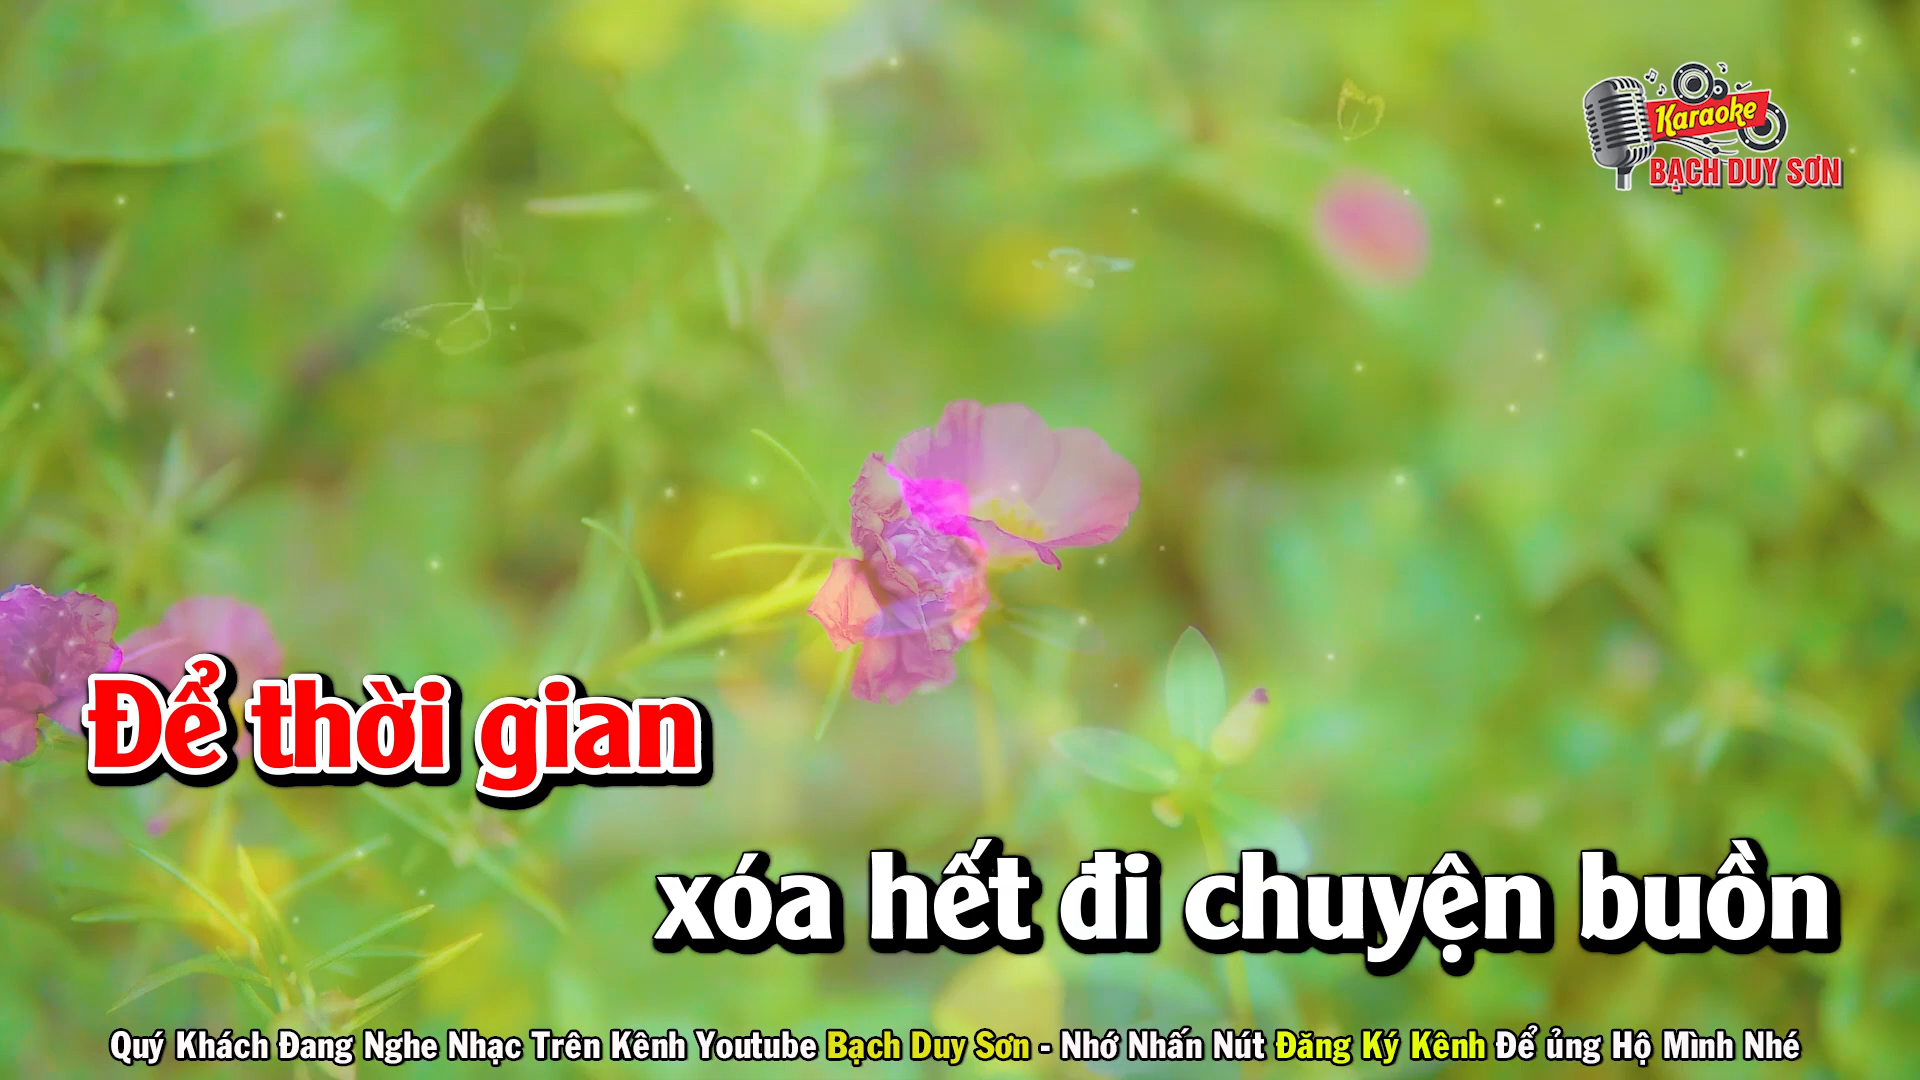 Karaoke
BẠCH DUY SƠN
Để thời gian
xóa hết đi chuyện buồn
Quý Khách Đang Nghe Nhạc Trên Kênh Youtube Bạch Duy Sơn - Nhớ Nhấn Nút Đăng Ký Kênh Để ủng Hộ Mình Nhé